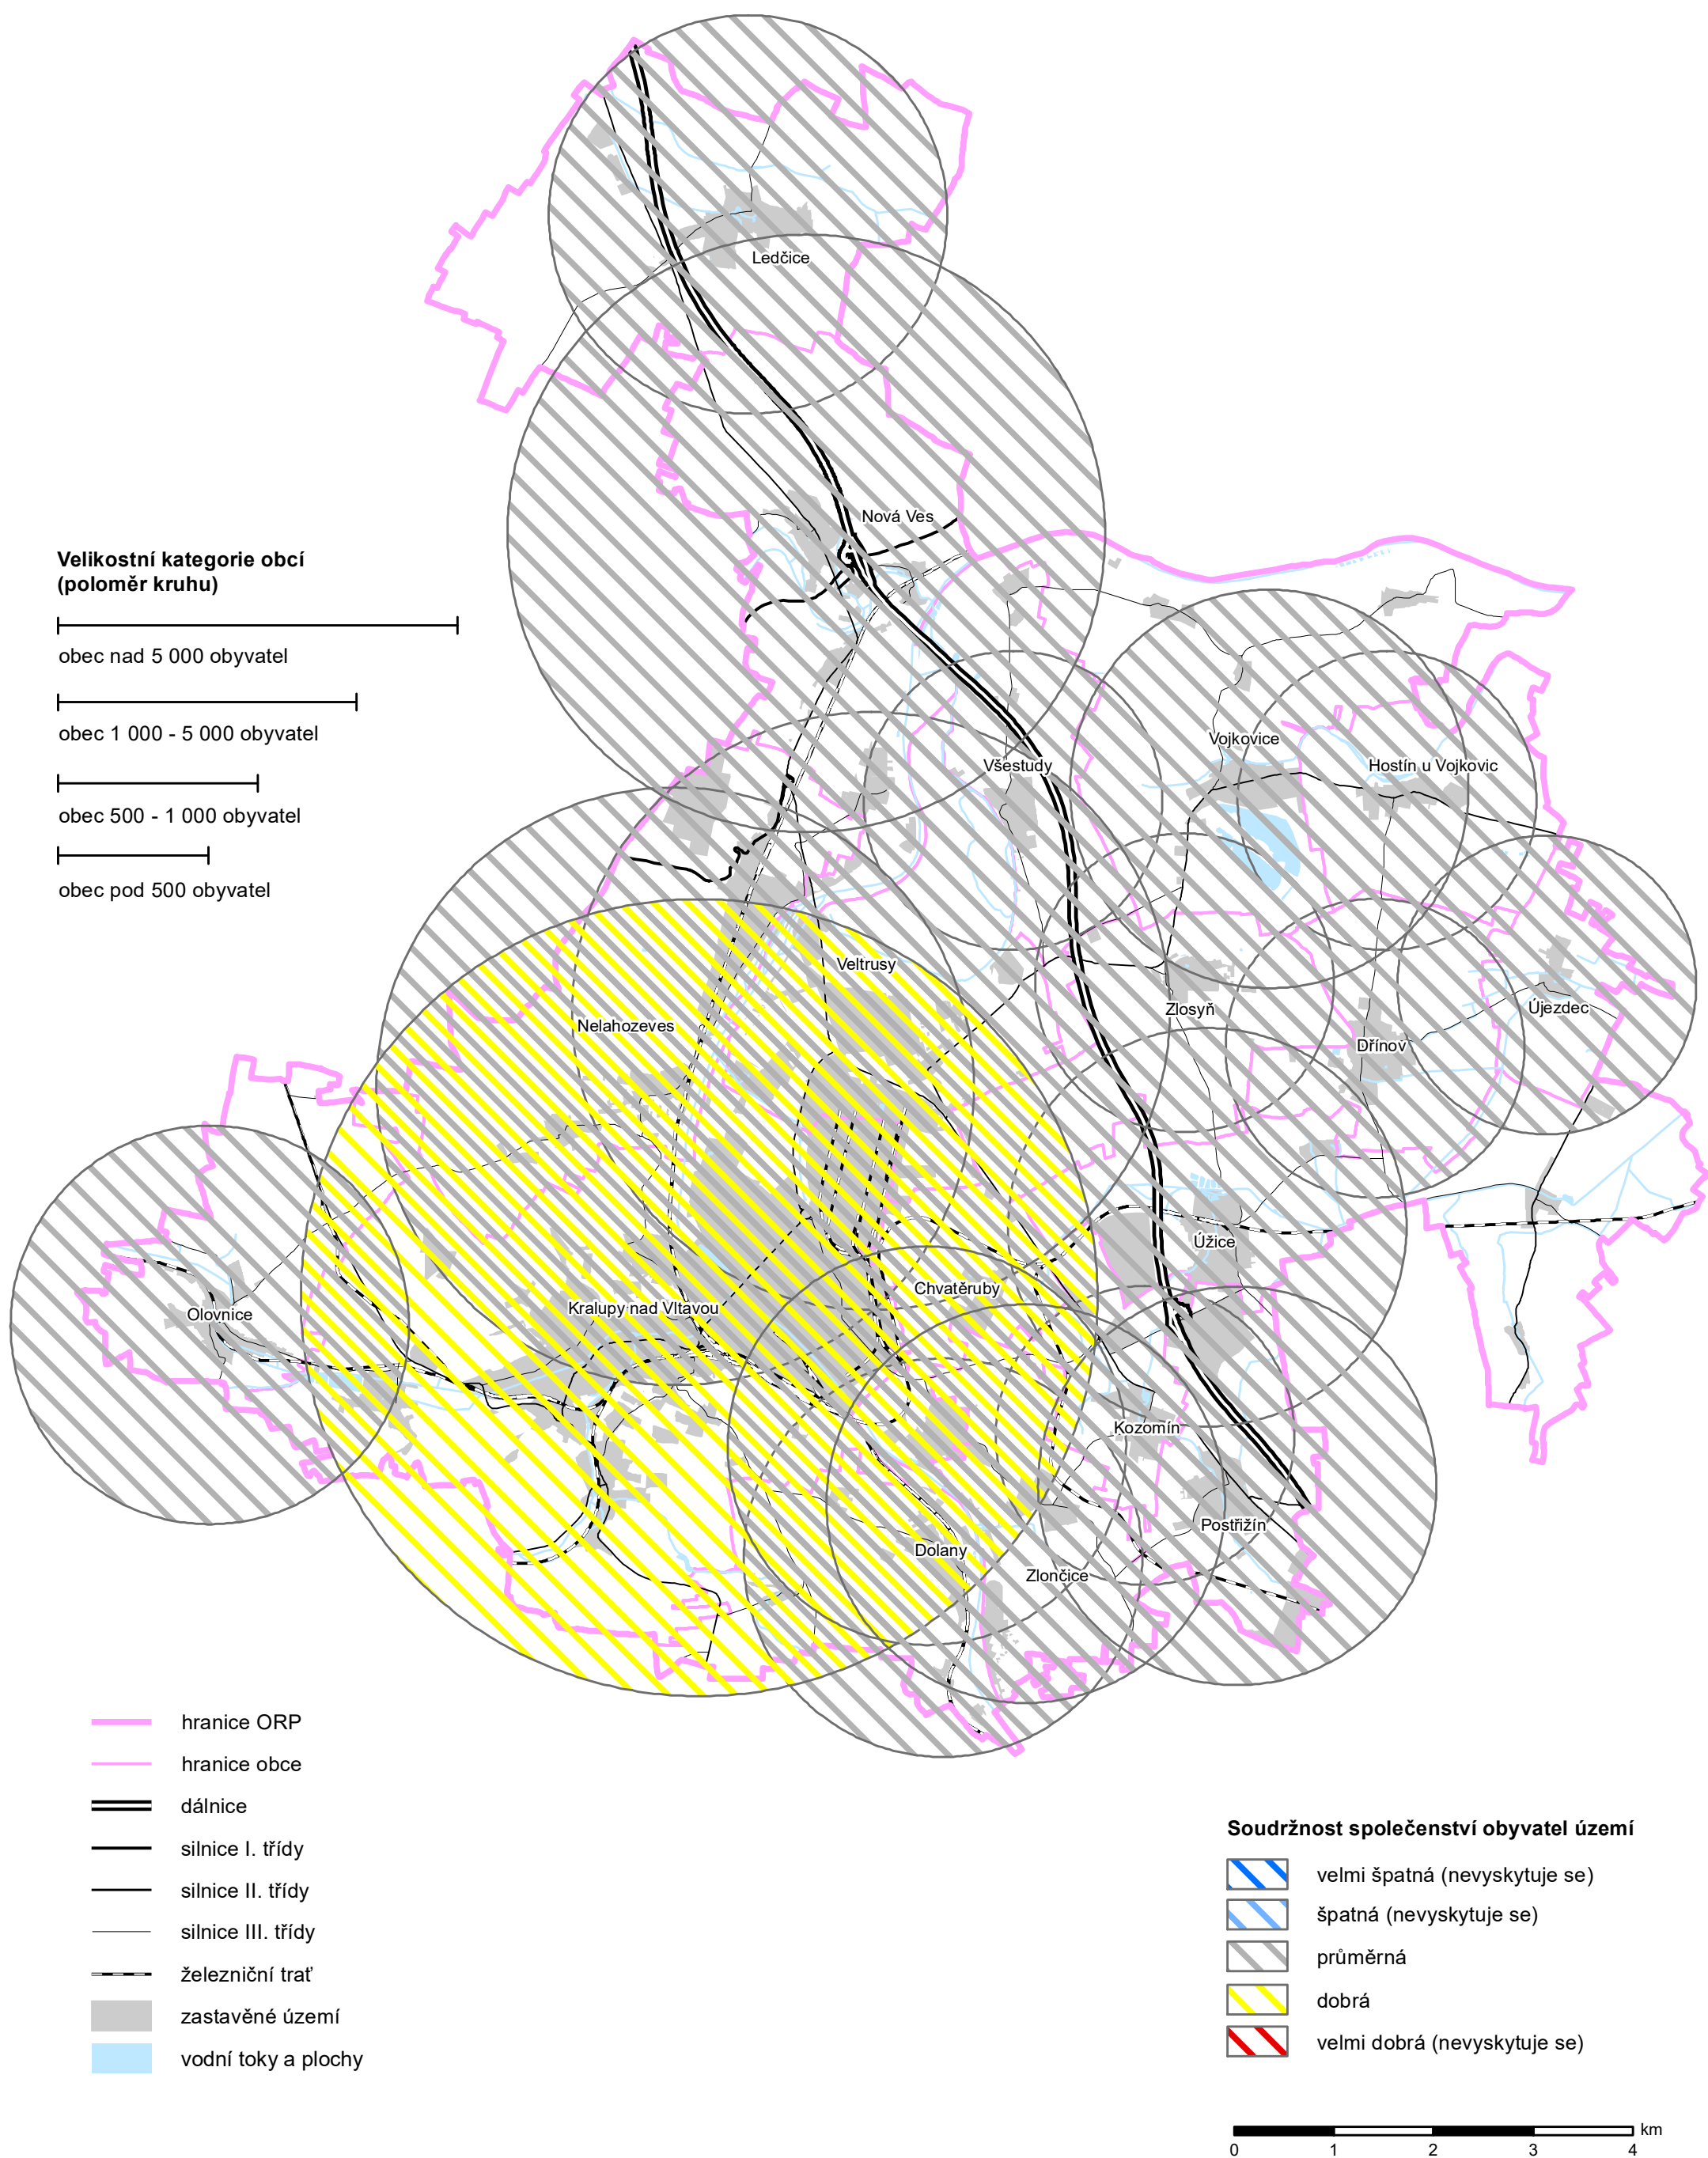 Ledčice
Nová Ves
Velikostní kategorie obcí
(poloměr kruhu)
obec nad 5 000 obyvatel
obec 1 000 - 5 000 obyvatel
obec 500 - 1 000 obyvatel
obec pod 500 obyvatel
Vojkovice
Všestudy
Hostín u Vojkovic
Veltrusy
Zlosyň
Újezdec
Nelahozeves
Dřínov
Úžice
Chvatěruby
Kralupy nad Vltavou
Olovnice
Kozomín
Postřižín
Dolany
Zlončice
hranice ORP
hranice obce
dálnice
silnice I. třídy
silnice II. třídy
silnice III. třídy
železniční trať
zastavěné území
vodní toky a plochy
Soudržnost společenství obyvatel území
velmi špatná (nevyskytuje se)
špatná (nevyskytuje se)
průměrná
dobrá
velmi dobrá (nevyskytuje se)
km
0 1 2 3 4